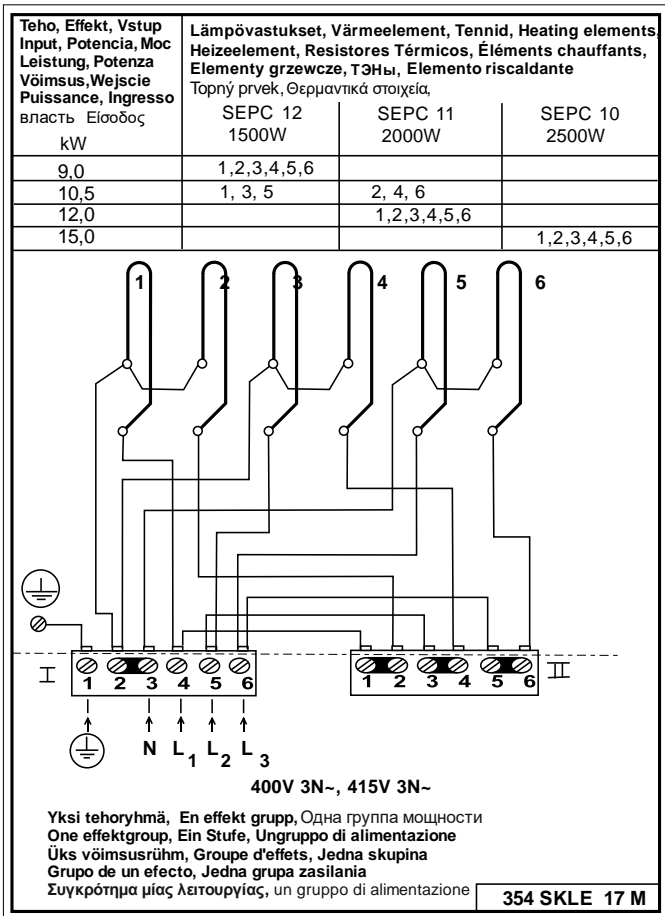 Teho, Effekt, Vstup
Input, Potencia, Moc
Leistung, Potenza
Vöimsus,Wejscie
Puissance, Ingresso
власть Είσοδος
kW
Lämpövastukset, Värmeelement, Tennid, Heating elements,
Heizeelement, Resistores Térmicos, Éléments chauffants,
Elementy grzewcze, ТЭНы, Elemento riscaldante
Topný prvek, Θερμαντικά στοιχεία,
SEPC 12 SEPC 11 SEPC 10
1500W 2000W 2500W
9,0 1,2,3,4,5,6
10,5 1, 3, 5 2, 4, 6
12,0 1,2,3,4,5,6
15,0 1,2,3,4,5,6
1 2 3 4 5 6
I 1 2 3 4 5 6 1 2 3 4 5 6 II
N L1 L2 L3
400V 3N~, 415V 3N~
Yksi tehoryhmä, En effekt grupp, Одна группа мощности
One effektgroup, Ein Stufe, Ungruppo di alimentazione
Üks vöimsusrühm, Groupe d'effets, Jedna skupina
Grupo de un efecto, Jedna grupa zasilania
Συγκρότημα μίας λειτουργίας, un gruppo di alimentazione
354 SKLE 17 M